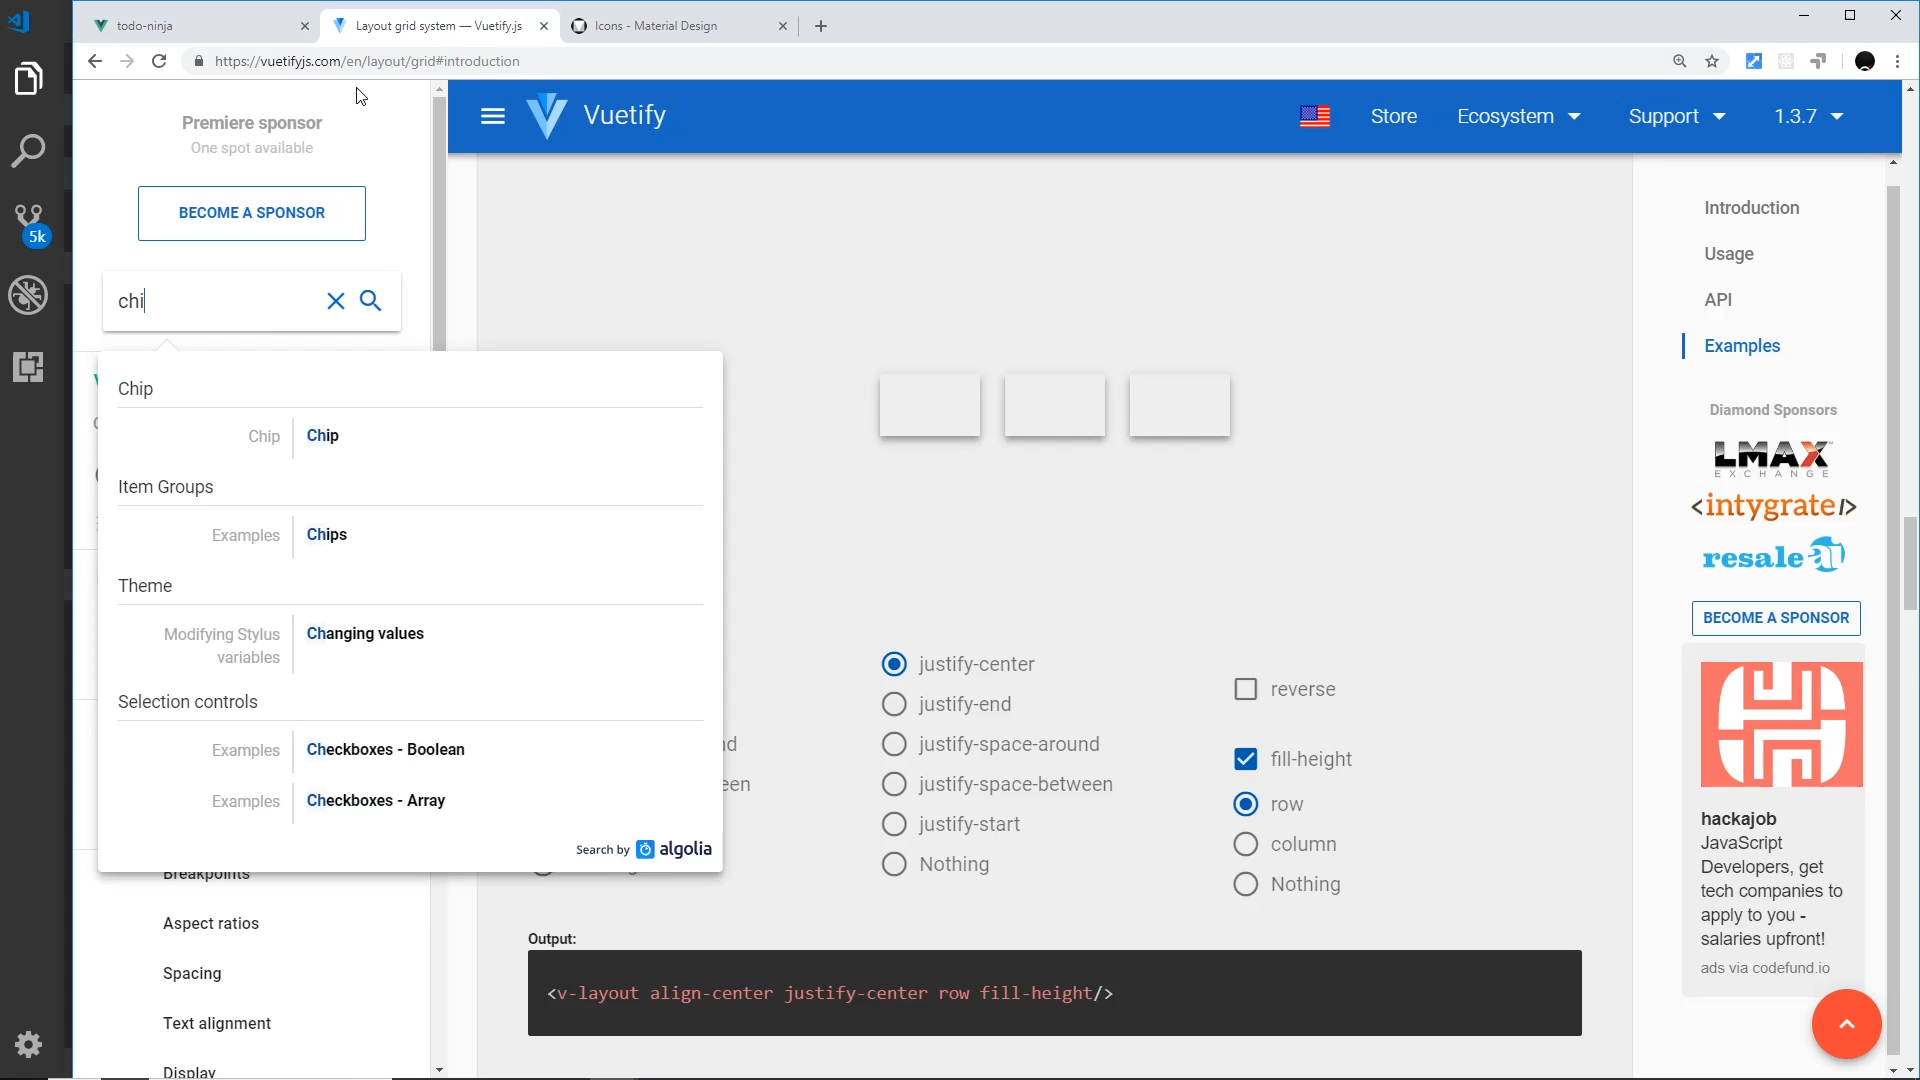 todo-ninja
Layout grid system — Vuetify.js
Icons - Material Design
https://vuetifyjs.com/en/layout/grid#introduction
5k
Premiere sponsor
One spot available
BECOME A SPONSOR
chi
Chip
Chip
Chip
Item Groups
Examples
Chips
Theme
Modifying Stylus
variables
Changing values
Selection controls
Examples
Checkboxes - Boolean
Examples
Checkboxes - Array
Search by algolia
Breakpoints
Aspect ratios
Spacing
Text alignment
Display
Vuetify
Store
Ecosystem
Support
1.3.7
justify-center
justify-end
justify-space-around
justify-space-between
justify-start
Nothing
reverse
fill-height
row
column
Nothing
Output:
<v-layout align-center justify-center row fill-height/>
Introduction
Usage
API
Examples
Diamond Sponsors
LMAX
EXCHANGE
<intygrate/>
resale ai
BECOME A SPONSOR
hackajob
JavaScript
Developers, get
tech companies to
apply to you -
salaries upfront!
ads via codefund.io